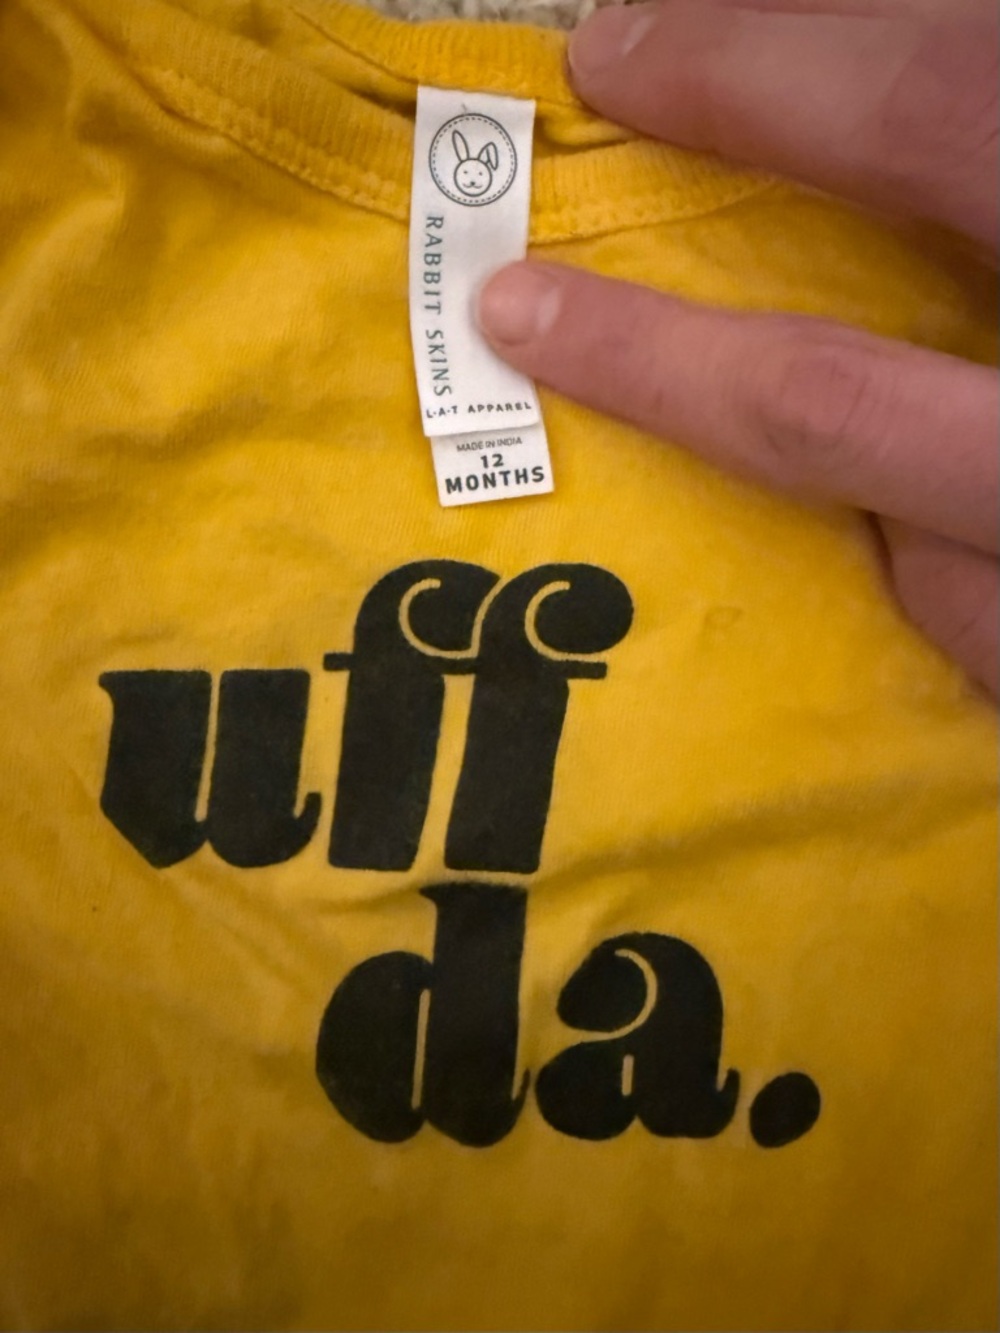 RABBIT SKINS
L·A·T APPAREL
MADE IN INDIA
12
MONTHS
uff
da.